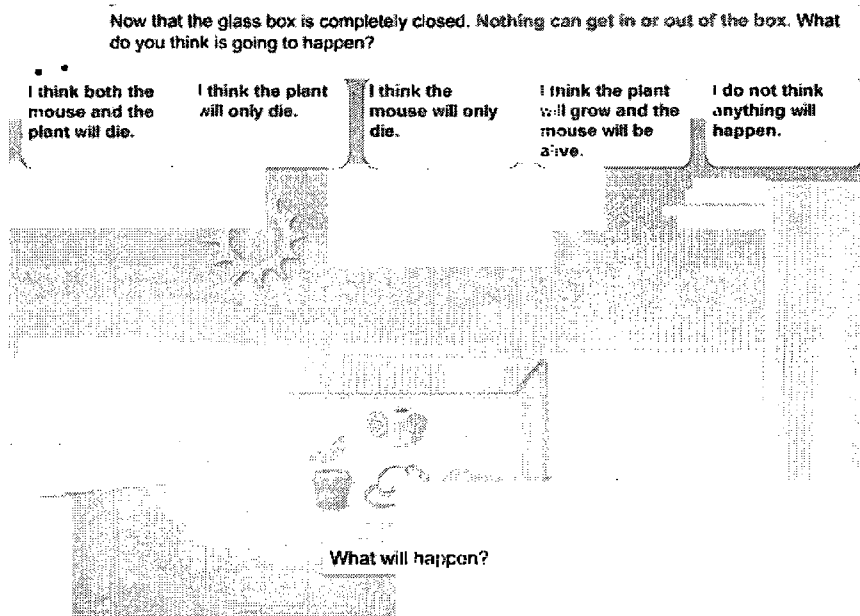 Now that the glass box is completely closed. Nothing can get in or out of the box. What
do you think is going to happen?
I think both the
mouse and the
plant will die.
I think the plant
will only die.
I think the
mouse will only
die.
I think the plant
will grow and the
mouse will be
alive.
I do not think
anything will
happen.
What will happen?